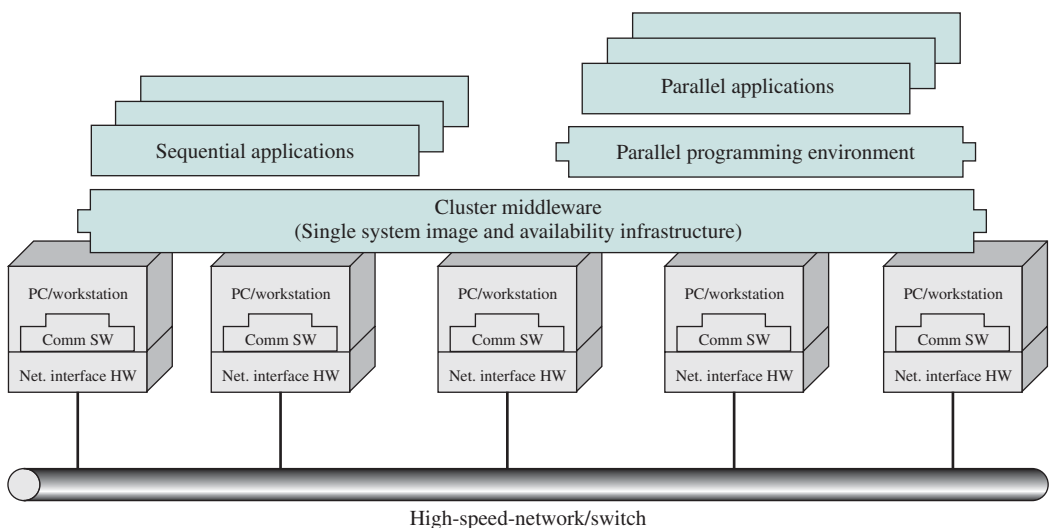 Parallel applications
Sequential applications
Parallel programming environment
Cluster middleware
(Single system image and availability infrastructure)
PC/workstation
Comm SW
Net. interface HW
PC/workstation
Comm SW
Net. interface HW
PC/workstation
Comm SW
Net. interface HW
PC/workstation
Comm SW
Net. interface HW
PC/workstation
Comm SW
Net. interface HW
High-speed-network/switch